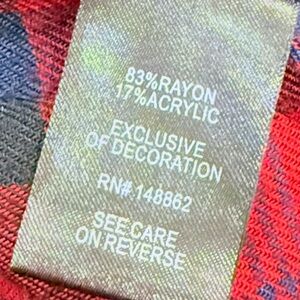 83%RAYON
17%ACRYLIC
EXCLUSIVE
OF DECORATION
RN#.148862
SEE CARE
ON REVERSE